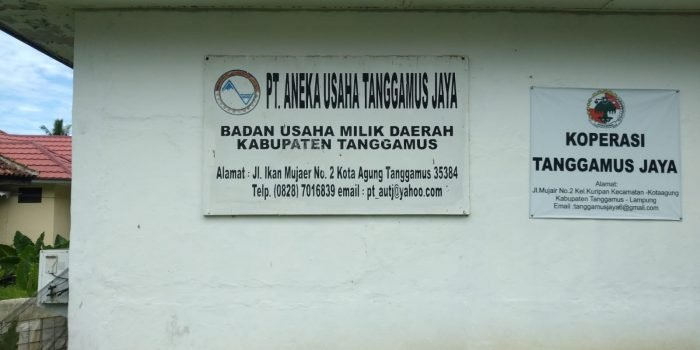 PT. ANEKA USAHA TANGGAMUS JAYA
BADAN USAHA MILIK DAERAH
KABUPATEN TANGGAMUS
Alamat : Jl. Ikan Mujaer No. 2 Kota Agung Tanggamus 35384
Telp. (0828) 7016839 email : pt_autj@yahoo.com
KOPERASI
TANGGAMUS JAYA
Alamat:
Jl.Mujair No.2 Kel.Kuripan Kecamatan -Kotaagung
Kabupaten Tanggamus - Lampung
Email :tanggamusjaya6@gmail.com